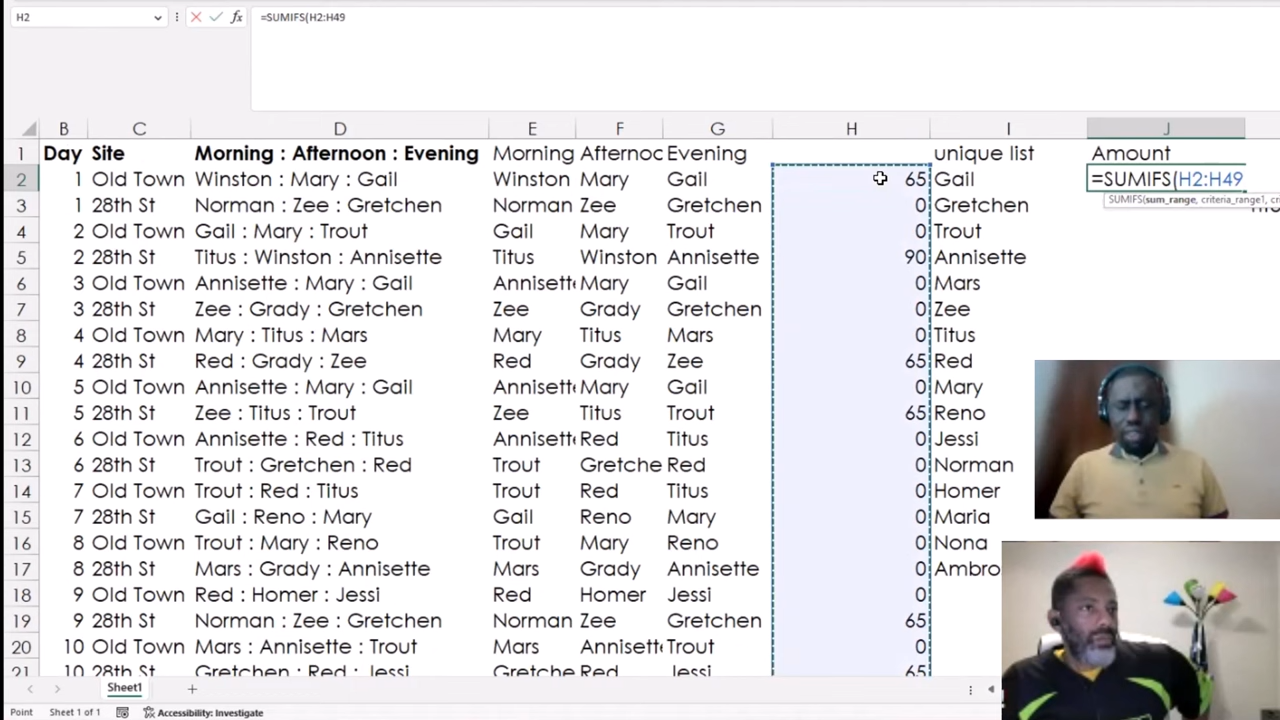 H2 fx =SUMIFS(H2:H49
B C D E F G H I J
1 Day Site Morning : Afternoon : Evening Morning Afternoc Evening unique list Amount
2 1 Old Town Winston : Mary : Gail Winston Mary Gail 65 Gail =SUMIFS(H2:H49
SUMIFS(sum_range, criteria_range1, cri
3 1 28th St Norman : Zee : Gretchen Norman Zee Gretchen 0 Gretchen
4 2 Old Town Gail : Mary : Trout Gail Mary Trout 0 Trout
5 2 28th St Titus : Winston : Annisette Titus Winston Annisette 90 Annisette
6 3 Old Town Annisette : Mary : Gail Annisett Mary Gail 0 Mars
7 3 28th St Zee : Grady : Gretchen Zee Grady Gretchen 0 Zee
8 4 Old Town Mary : Titus : Mars Mary Titus Mars 0 Titus
9 4 28th St Red : Grady : Zee Red Grady Zee 65 Red
10 5 Old Town Annisette : Mary : Gail Annisett Mary Gail 0 Mary
11 5 28th St Zee : Titus : Trout Zee Titus Trout 65 Reno
12 6 Old Town Annisette : Red : Titus Annisett Red Titus 0 Jessi
13 6 28th St Trout : Gretchen : Red Trout Gretche Red 0 Norman
14 7 Old Town Trout : Red : Titus Trout Red Titus 0 Homer
15 7 28th St Gail : Reno : Mary Gail Reno Mary 0 Maria
16 8 Old Town Trout : Mary : Reno Trout Mary Reno 0 Nona
17 8 28th St Mars : Grady : Annisette Mars Grady Annisette 0 Ambro
18 9 Old Town Red : Homer : Jessi Red Homer Jessi 0
19 9 28th St Norman : Zee : Gretchen Norman Zee Gretchen 65
20 10 Old Town Mars : Annisette : Trout Mars Annisett Trout 0
21 10 28th St Gretchen : Red : Jessi Gretche Red Jessi 65
Sheet1
Point Sheet 1 of 1 Accessibility: Investigate